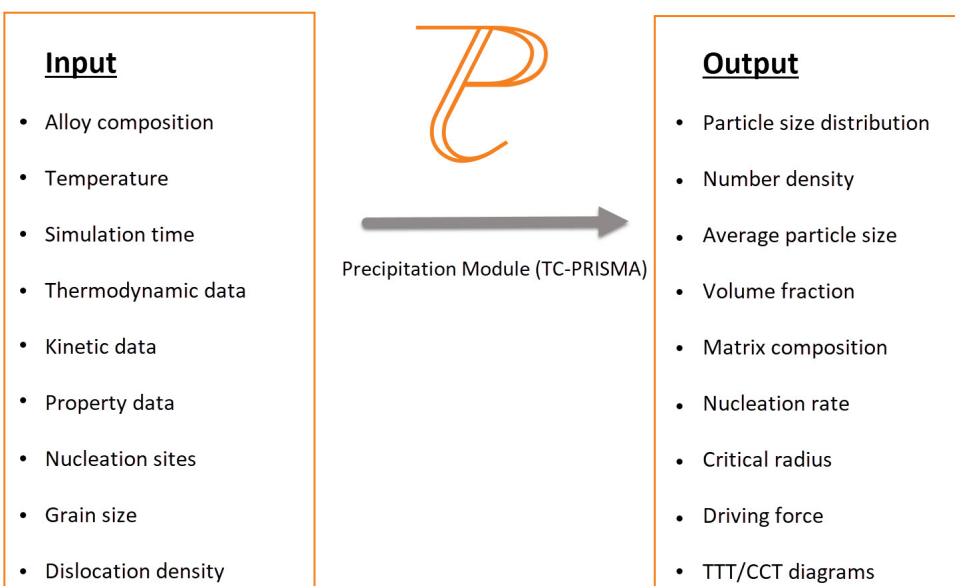 Input
• Alloy composition
• Temperature
• Simulation time
• Thermodynamic data
• Kinetic data
• Property data
• Nucleation sites
• Grain size
• Dislocation density
Precipitation Module (TC-PRISMA)
Output
• Particle size distribution
• Number density
• Average particle size
• Volume fraction
• Matrix composition
• Nucleation rate
• Critical radius
• Driving force
• TTT/CCT diagrams